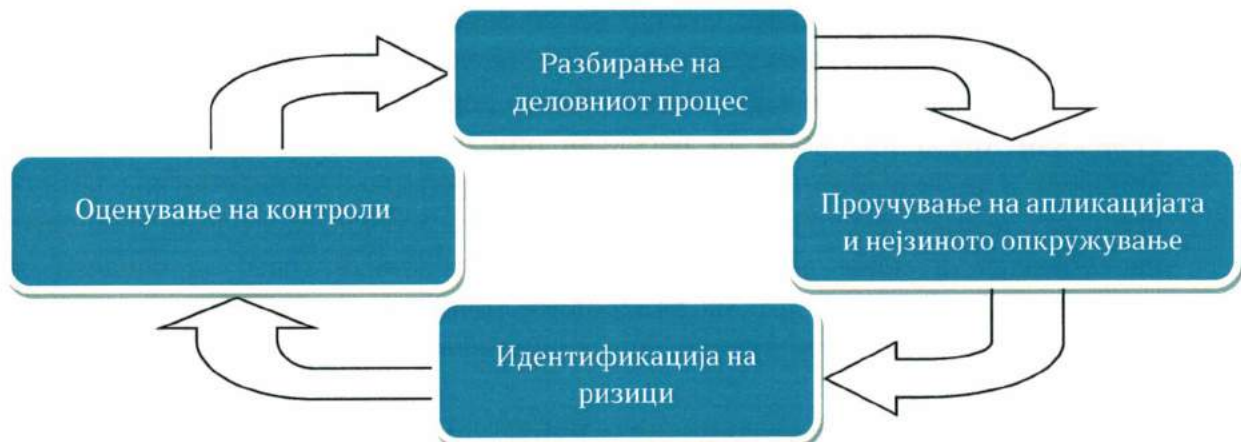 Разбирање на
деловниот процес
Проучување на апликацијата
и нејзиното опкружување
Идентификација на
ризици
Оценување на контроли